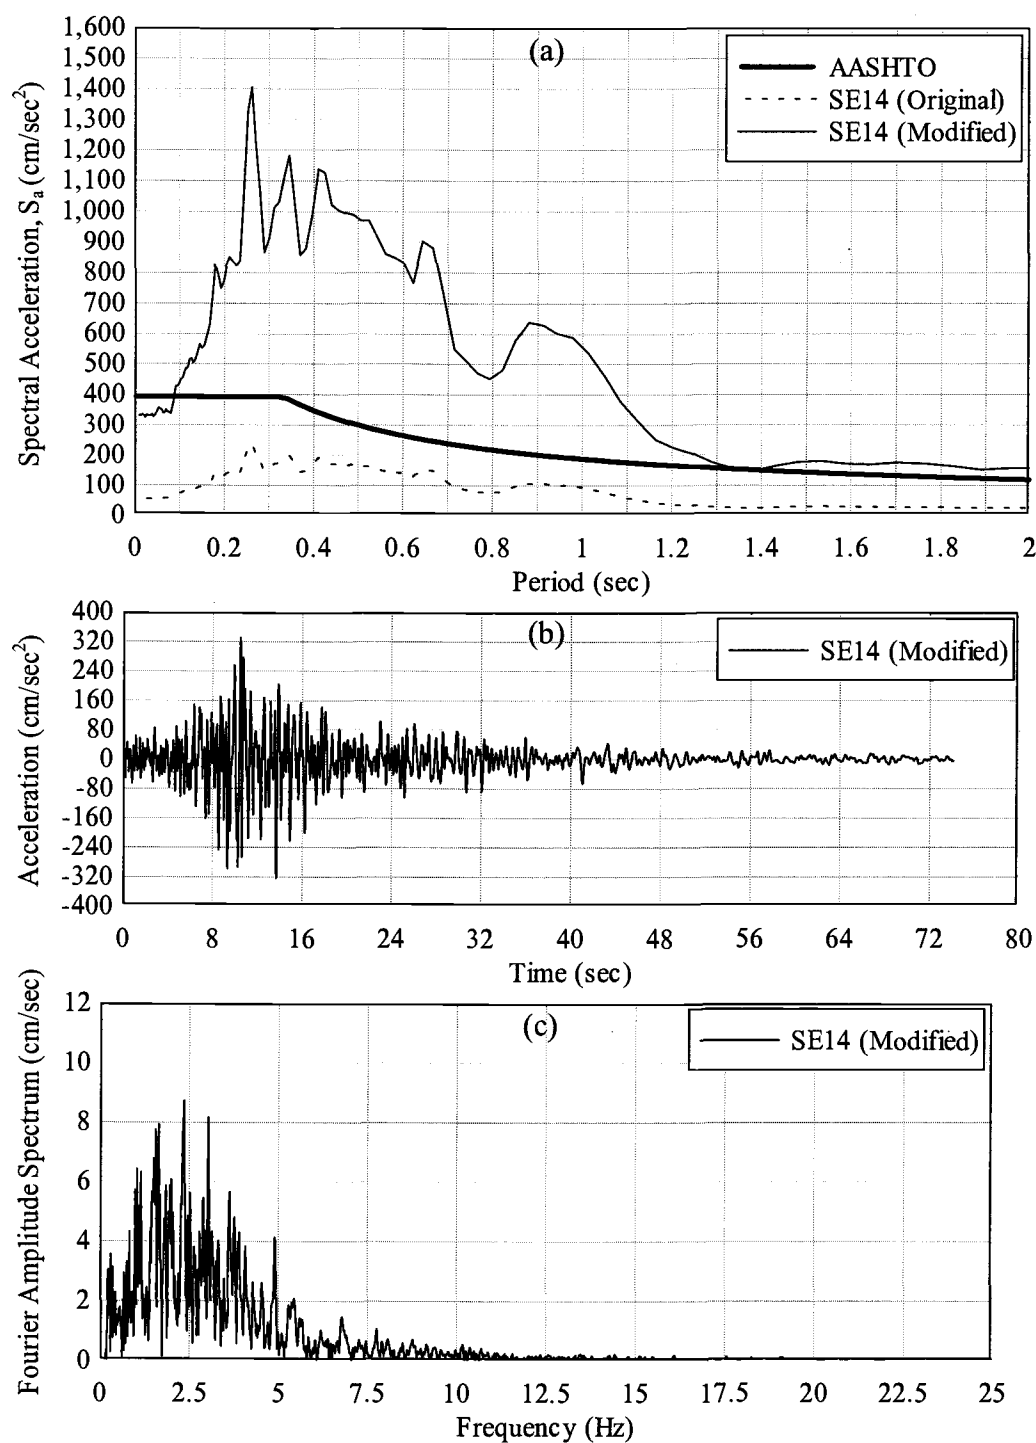 (a)
Spectral Acceleration, Sₐ (cm/sec²)
1,600
1,500
1,400
1,300
1,200
1,100
1,000
900
800
700
600
500
400
300
200
100
0
AASHTO
SE14 (Original)
SE14 (Modified)
0 0.2 0.4 0.6 0.8 1 1.2 1.4 1.6 1.8 2
Period (sec)
(b)
Acceleration (cm/sec²)
400
320
240
160
80
0
-80
-160
-240
-320
-400
SE14 (Modified)
0 8 16 24 32 40 48 56 64 72 80
Time (sec)
(c)
Fourier Amplitude Spectrum (cm/sec)
12
10
8
6
4
2
0
SE14 (Modified)
0 2.5 5 7.5 10 12.5 15 17.5 20 22.5 25
Frequency (Hz)